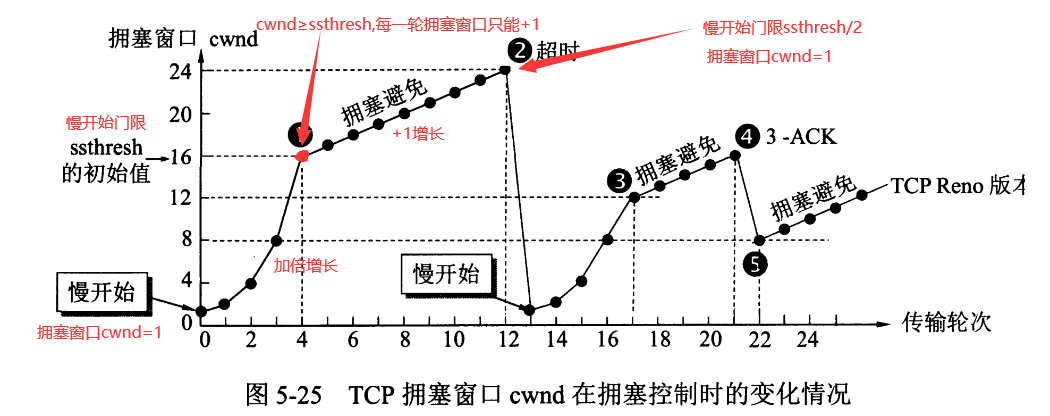 cwnd≥ssthresh,每一轮拥塞窗口只能+1
慢开始门限ssthresh/2
拥塞窗口cwnd=1
拥塞窗口 cwnd
❷超时
24
20
16
12
8
4
0
慢开始门限
ssthresh
的初始值
拥塞避免
+1增长
加倍增长
慢开始
拥塞窗口cwnd=1
慢开始
❸
拥塞避免
❹ 3 -ACK
拥塞避免
❺
TCP Reno 版本
0 2 4 6 8 10 12 14 16 18 20 22 24
传输轮次
图 5-25 TCP 拥塞窗口 cwnd 在拥塞控制时的变化情况